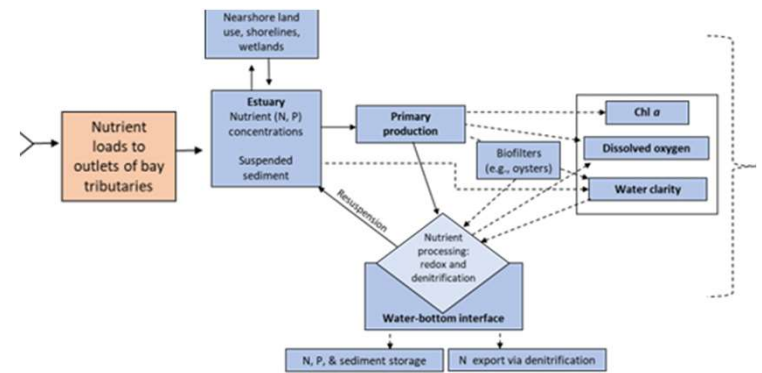 Nearshore land
use, shorelines,
wetlands
Nutrient
loads to
outlets of bay
tributaries
Estuary
Nutrient (N, P)
concentrations
Suspended
sediment
Primary
production
Biofilters
(e.g., oysters)
Chl a
Dissolved oxygen
Water clarity
Resuspension
Nutrient
processing:
redox and
denitrification
Water-bottom interface
N, P, & sediment storage
N export via denitrification